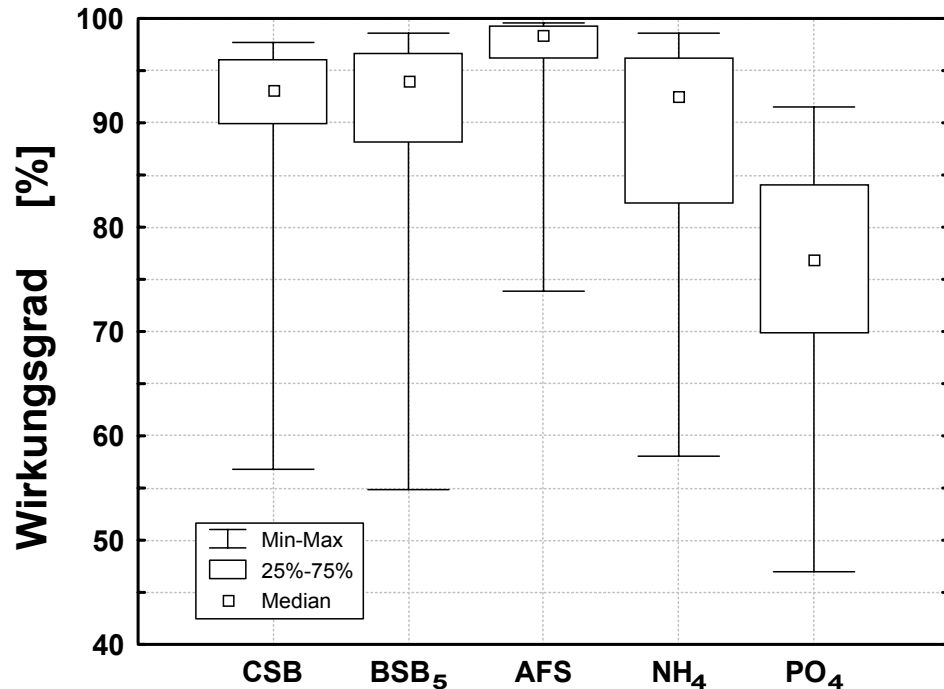 Wirkungsgrad [%]
100
90
80
70
60
50
40
Min-Max
25%-75%
Median
CSB BSB₅ AFS NH₄ PO₄